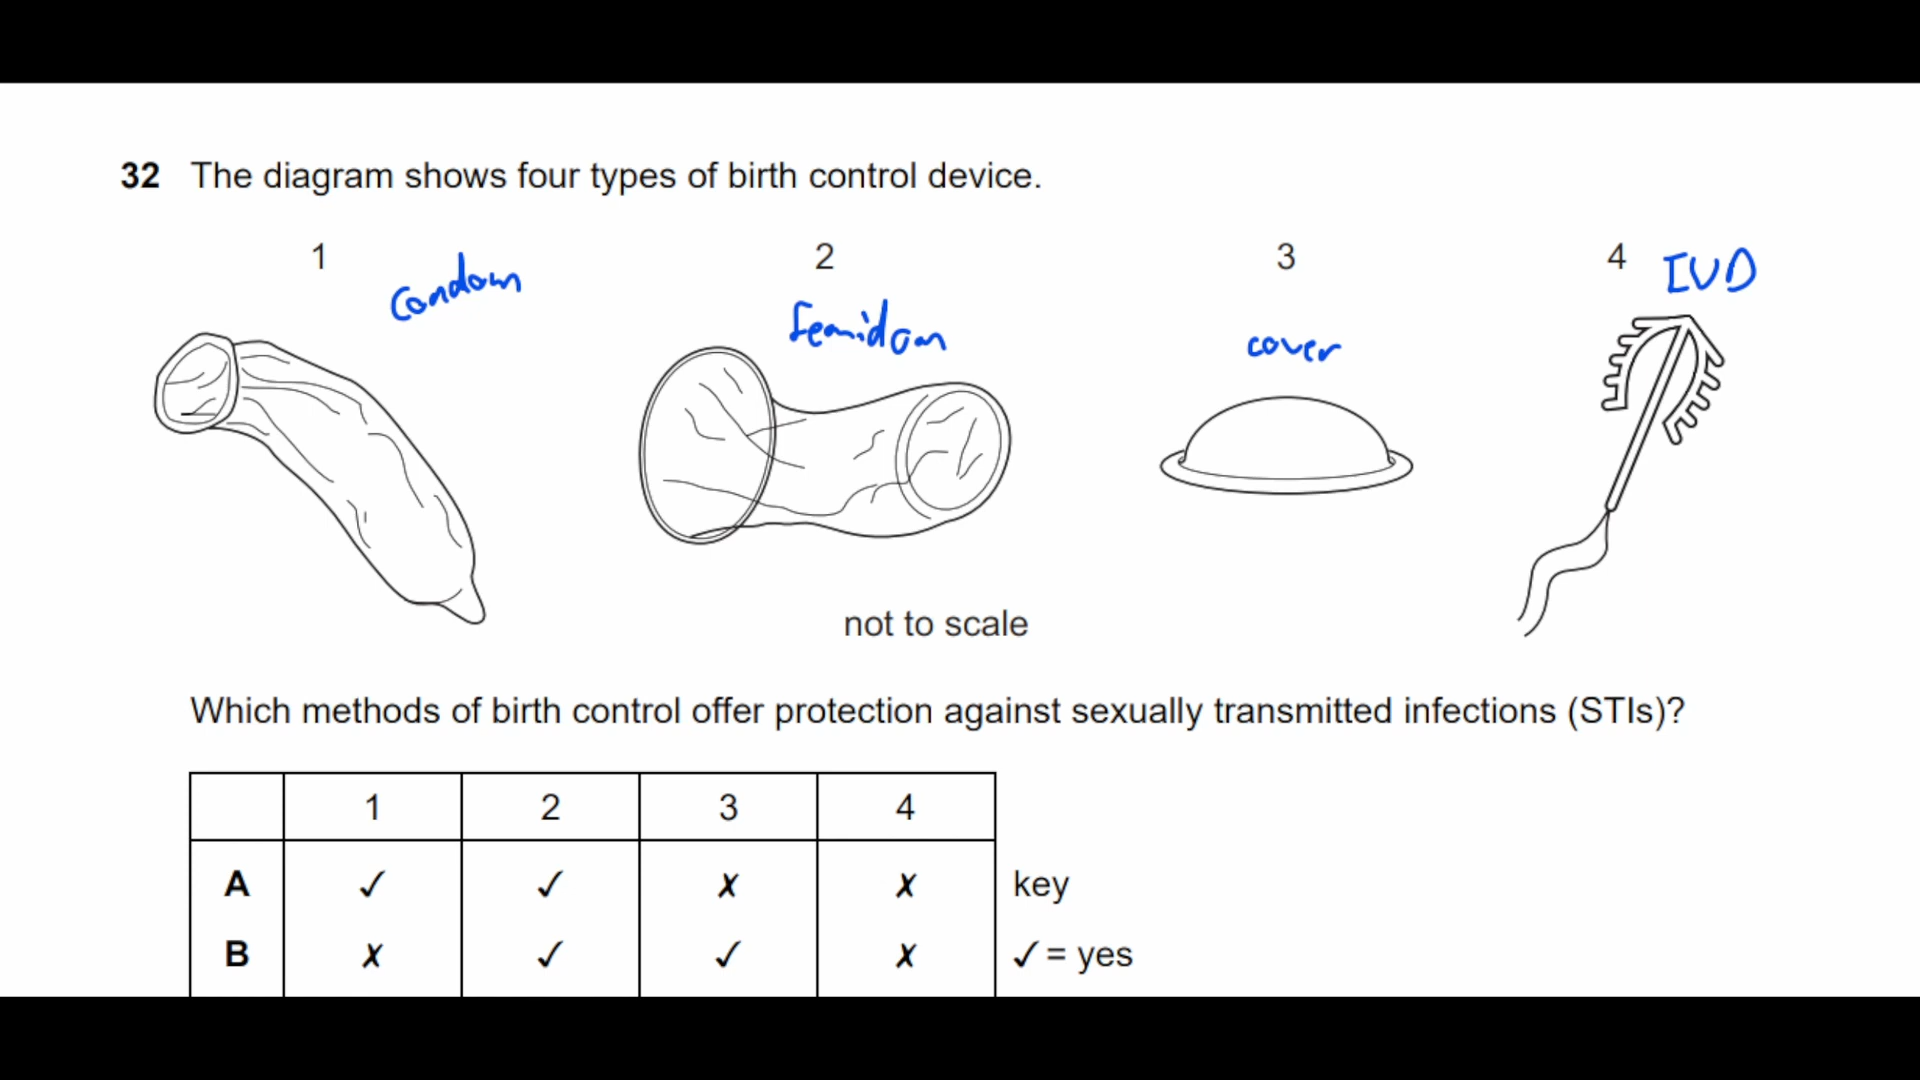 32 The diagram shows four types of birth control device.
1 2 3 4 IUD
condom femidom cover
not to scale
Which methods of birth control offer protection against sexually transmitted infections (STIs)?
1 2 3 4
A ✓ ✓ ✗ ✗ key
B ✗ ✓ ✓ ✗ ✓ = yes